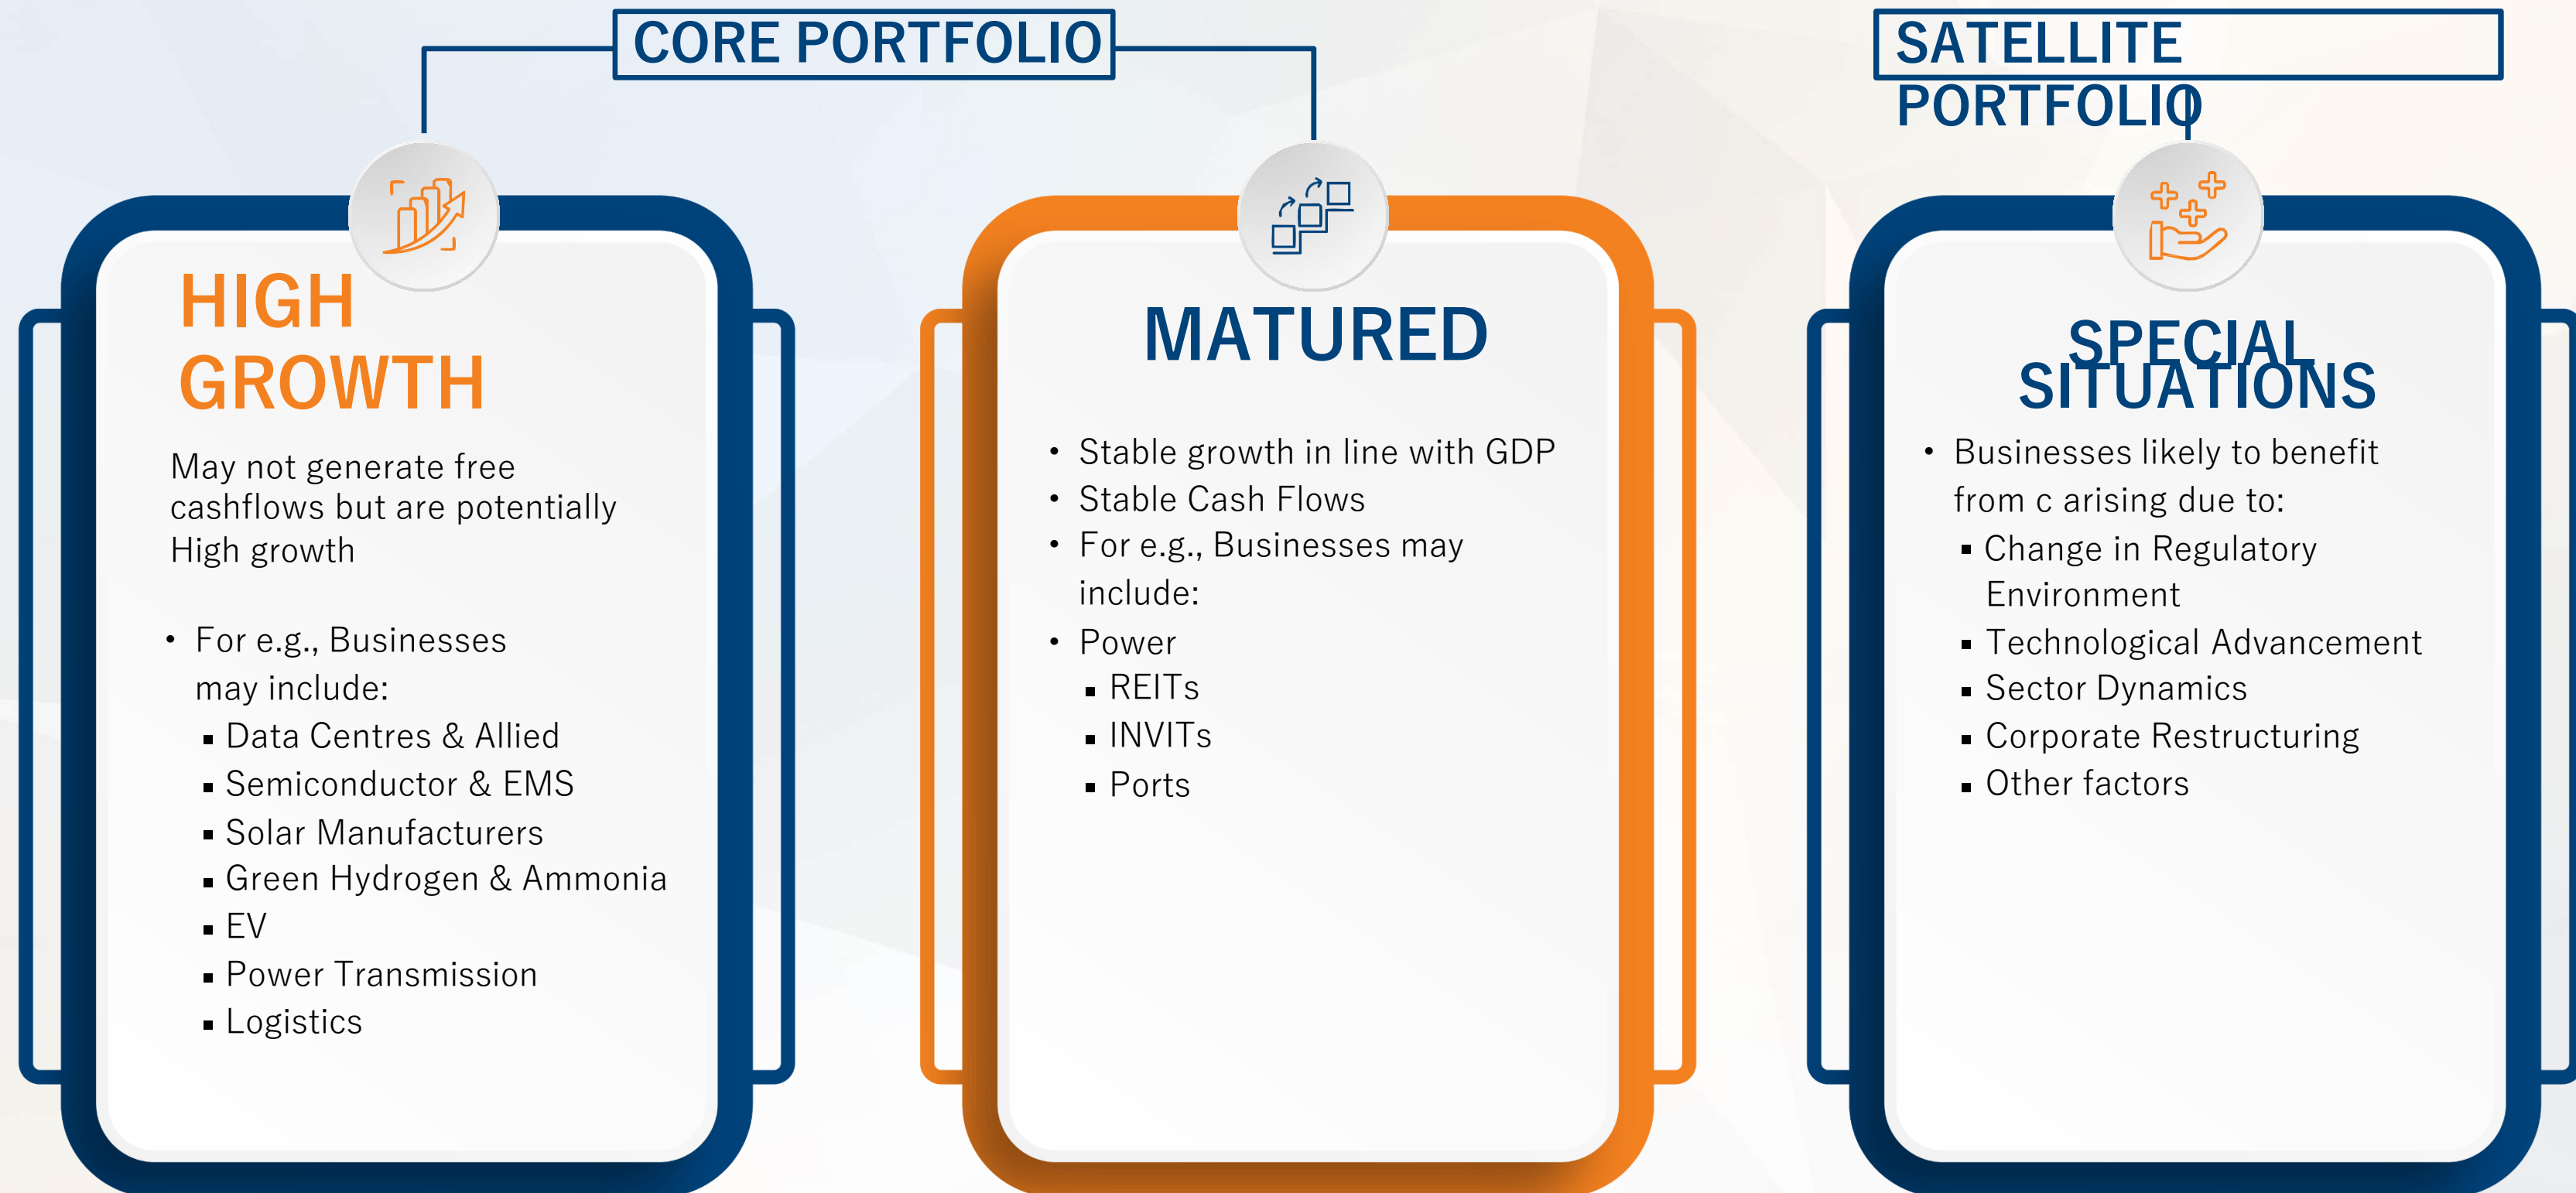 CORE PORTFOLIO
SATELLITE
PORTFOLIO
HIGH
GROWTH
May not generate free
cashflows but are potentially
High growth
• For e.g., Businesses
may include:
▪ Data Centres & Allied
▪ Semiconductor & EMS
▪ Solar Manufacturers
▪ Green Hydrogen & Ammonia
▪ EV
▪ Power Transmission
▪ Logistics
MATURED
• Stable growth in line with GDP
• Stable Cash Flows
• For e.g., Businesses may
include:
• Power
▪ REITs
▪ INVITs
▪ Ports
SPECIAL
SITUATIONS
• Businesses likely to benefit
from c arising due to:
▪ Change in Regulatory
Environment
▪ Technological Advancement
▪ Sector Dynamics
▪ Corporate Restructuring
▪ Other factors